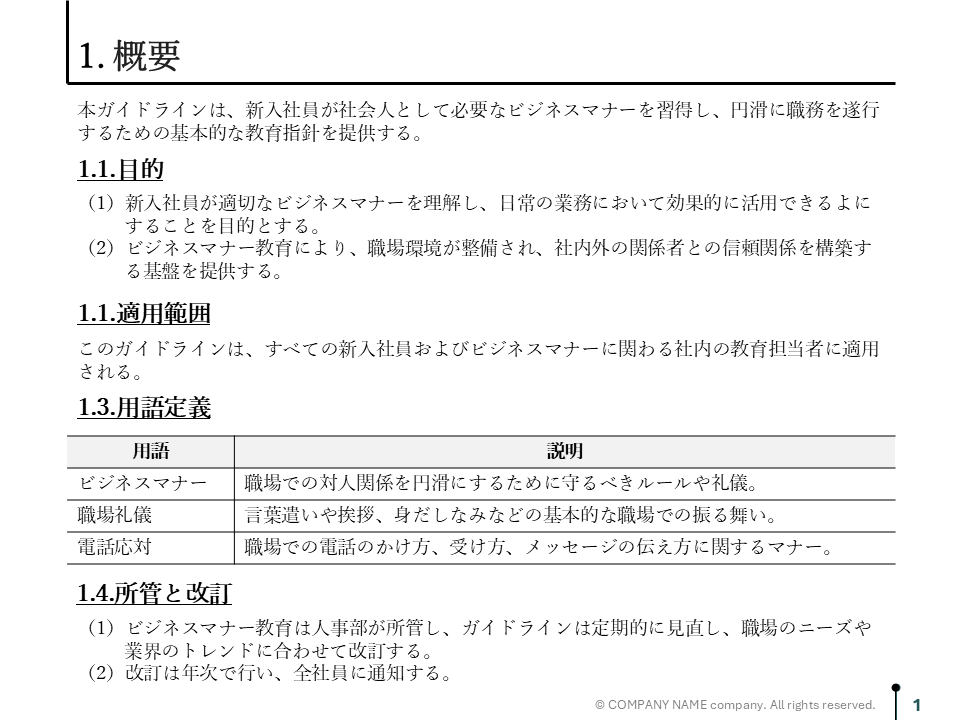 1. 概要
本ガイドラインは、新入社員が社会人として必要なビジネスマナーを習得し、円滑に職務を遂行
するための基本的な教育指針を提供する。
1.1.目的
（1）新入社員が適切なビジネスマナーを理解し、日常の業務において効果的に活用できるよに
することを目的とする。
（2）ビジネスマナー教育により、職場環境が整備され、社内外の関係者との信頼関係を構築す
る基盤を提供する。
1.1.適用範囲
このガイドラインは、すべての新入社員およびビジネスマナーに関わる社内の教育担当者に適用
される。
1.3.用語定義
用語 説明
ビジネスマナー 職場での対人関係を円滑にするために守るべきルールや礼儀。
職場礼儀 言葉遣いや挨拶、身だしなみなどの基本的な職場での振る舞い。
電話応対 職場での電話のかけ方、受け方、メッセージの伝え方に関するマナー。
1.4.所管と改訂
（1）ビジネスマナー教育は人事部が所管し、ガイドラインは定期的に見直し、職場のニーズや
業界のトレンドに合わせて改訂する。
（2）改訂は年次で行い、全社員に通知する。
© COMPANY NAME company. All rights reserved. 1